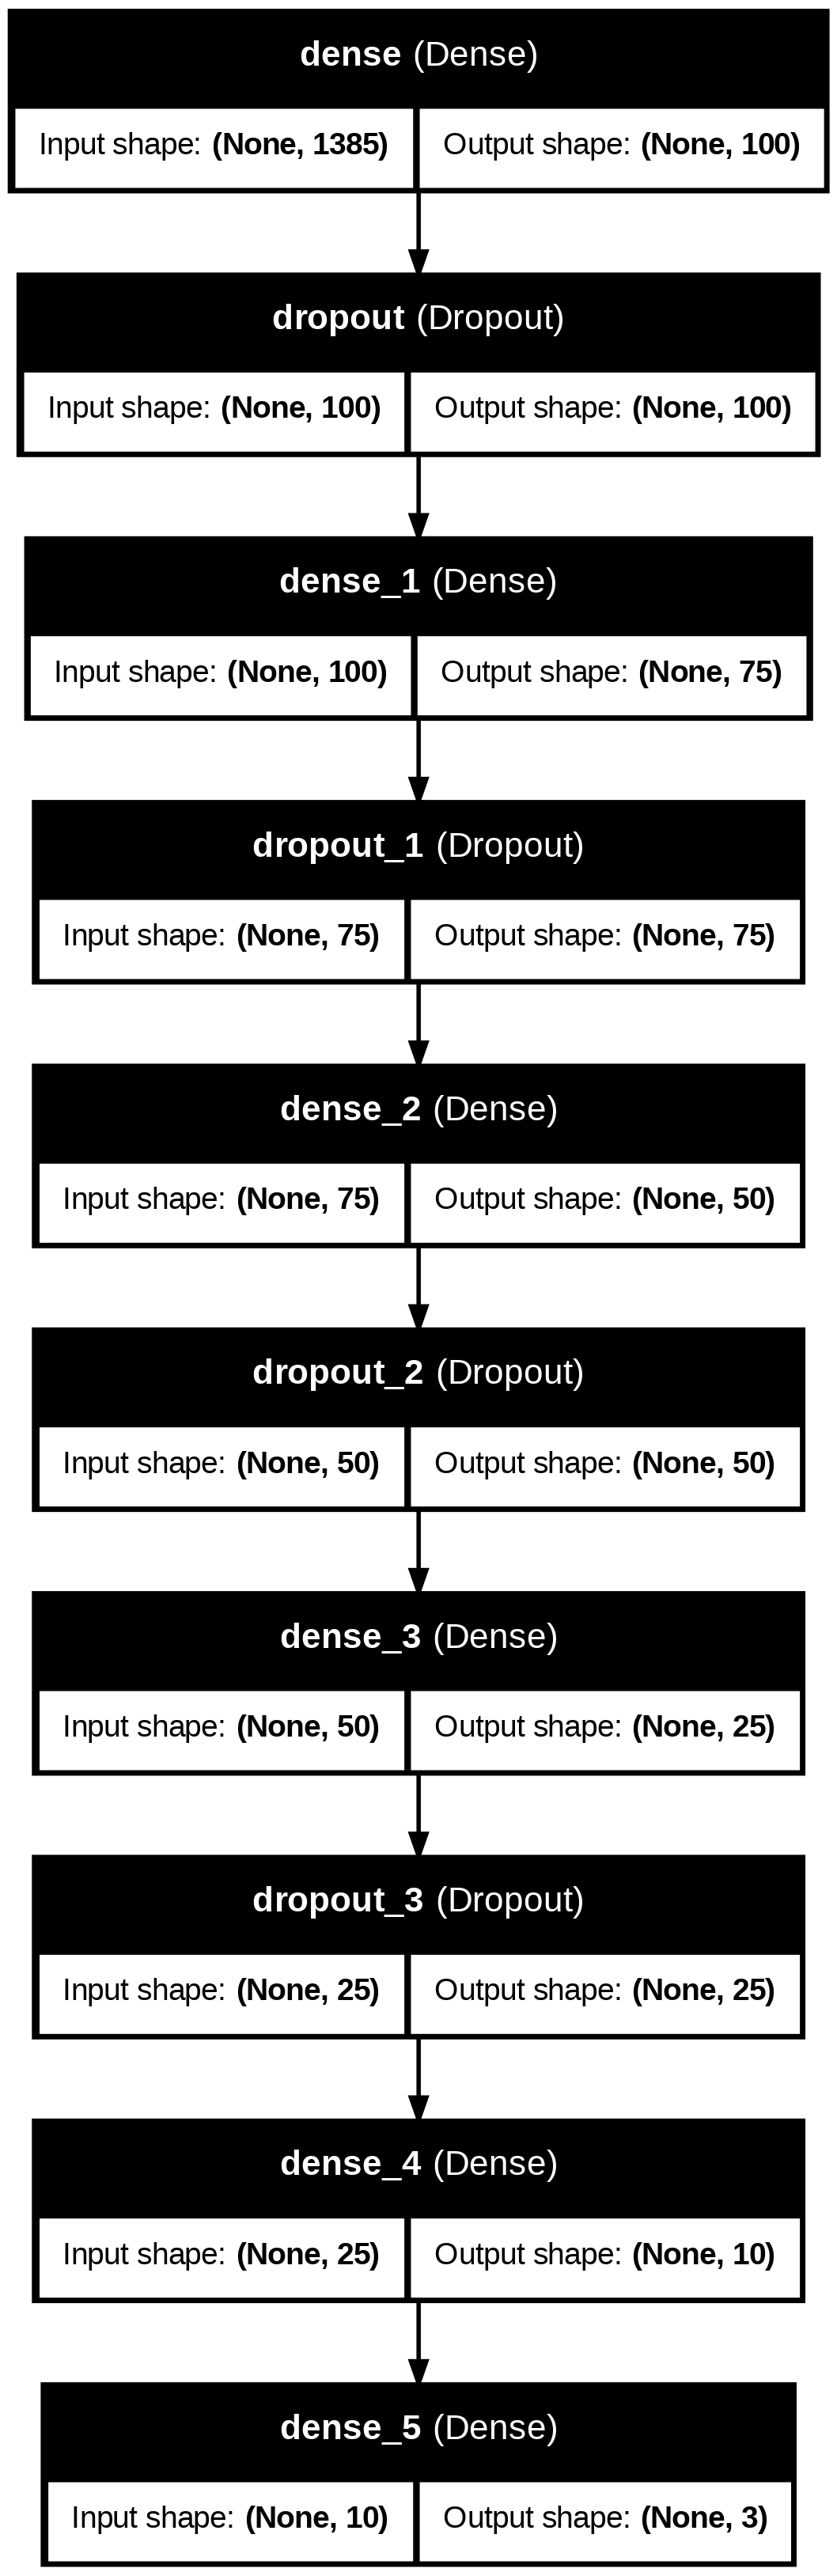 dense (Dense)
Input shape: (None, 1385) Output shape: (None, 100)
dropout (Dropout)
Input shape: (None, 100) Output shape: (None, 100)
dense_1 (Dense)
Input shape: (None, 100) Output shape: (None, 75)
dropout_1 (Dropout)
Input shape: (None, 75) Output shape: (None, 75)
dense_2 (Dense)
Input shape: (None, 75) Output shape: (None, 50)
dropout_2 (Dropout)
Input shape: (None, 50) Output shape: (None, 50)
dense_3 (Dense)
Input shape: (None, 50) Output shape: (None, 25)
dropout_3 (Dropout)
Input shape: (None, 25) Output shape: (None, 25)
dense_4 (Dense)
Input shape: (None, 25) Output shape: (None, 10)
dense_5 (Dense)
Input shape: (None, 10) Output shape: (None, 3)